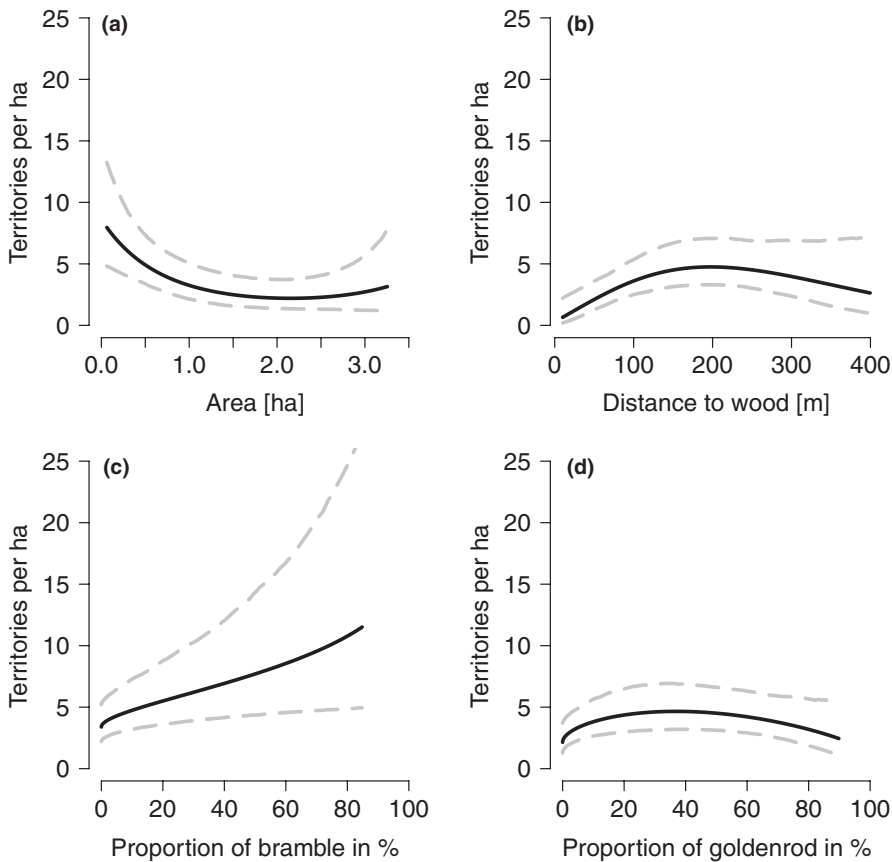 (a)
Territories per ha
25
20
15
10
5
0
0.0 1.0 2.0 3.0
Area [ha]
(b)
Territories per ha
25
20
15
10
5
0
0 100 200 300 400
Distance to wood [m]
(c)
Territories per ha
25
20
15
10
5
0
0 20 40 60 80 100
Proportion of bramble in %
(d)
Territories per ha
25
20
15
10
5
0
0 20 40 60 80 100
Proportion of goldenrod in %